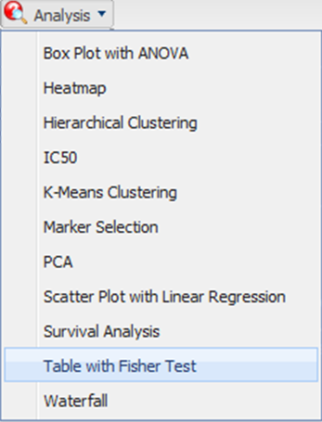 Analysis
Box Plot with ANOVA
Heatmap
Hierarchical Clustering
IC50
K-Means Clustering
Marker Selection
PCA
Scatter Plot with Linear Regression
Survival Analysis
Table with Fisher Test
Waterfall